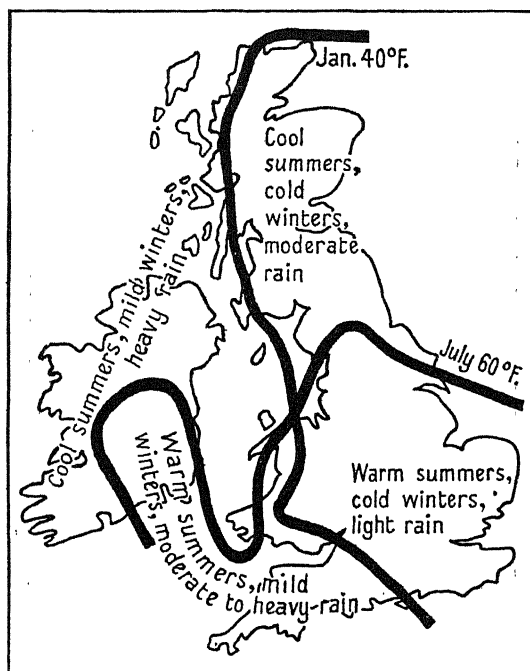 Jan. 40°F.
Cool
summers,
cold
winters,
moderate
rain
Cool summers, mild winters,
heavy rain
July 60°F.
Warm summers,
cold winters,
light rain
Warm summers, mild
winters, moderate to heavy-rain